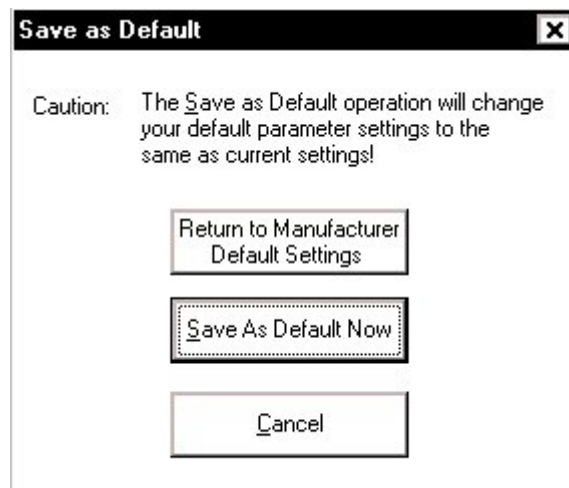 Save as Default
Caution: The Save as Default operation will change
your default parameter settings to the
same as current settings!
Return to Manufacturer
Default Settings
Save As Default Now
Cancel